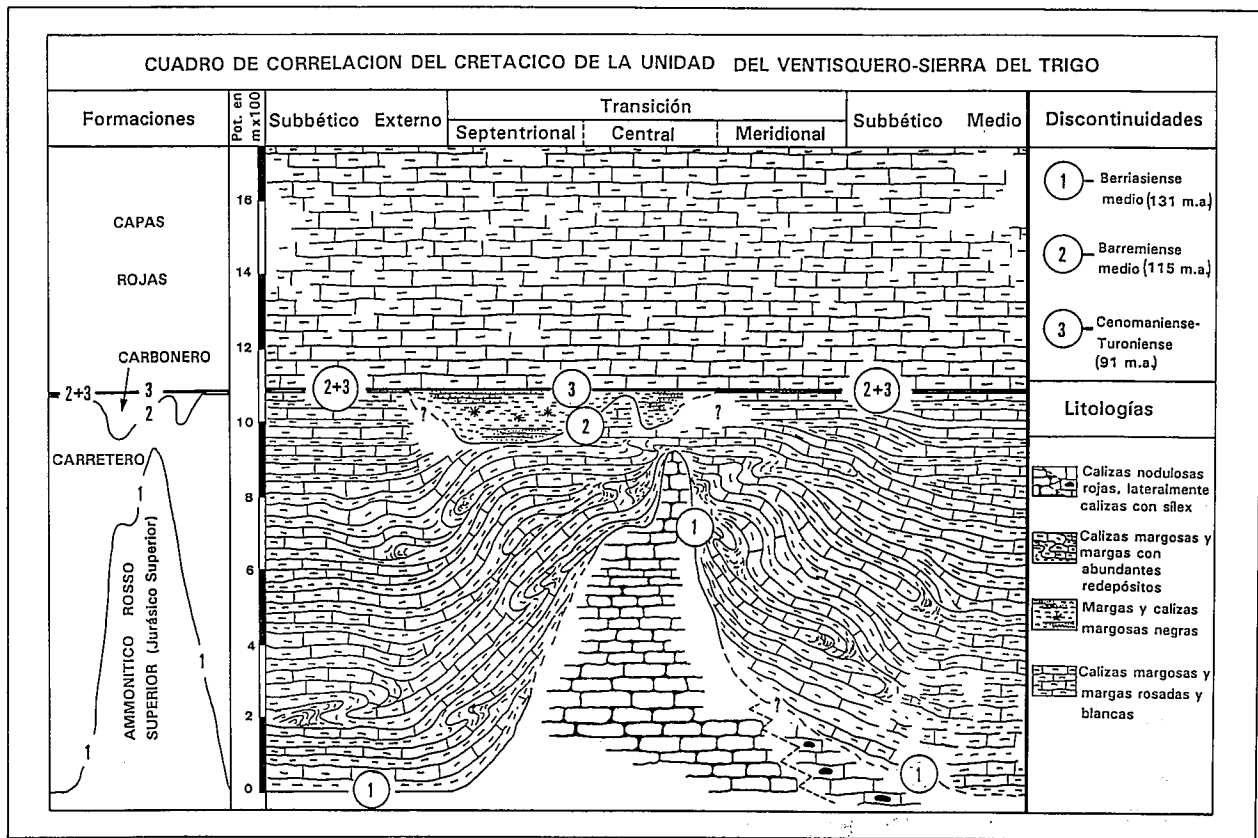 CUADRO DE CORRELACION DEL CRETACICO DE LA UNIDAD DEL VENTISQUERO-SIERRA DEL TRIGO
Formaciones
Pot. en
mx100
Subbético Externo
Transición
Septentrional
Central
Meridional
Subbético Medio
Discontinuidades
CAPAS
ROJAS
CARBONERO
2+3
3
2
CARRETERO
1
1
1
1
AMMONITICO ROSSO
SUPERIOR (Jurásico Superior)
16
14
12
10
8
6
4
2
0
2+3
3
2+3
?
2
?
1
?
1
1
1
Berriasiense
medio (131 m.a.)
2
Barremiense
medio (115 m.a.)
3
Cenomaniense-
Turoniense
(91 m.a.)
Litologías
Calizas nodulosas
rojas, lateralmente
calizas con sílex
Calizas margosas y
margas con
abundantes
redepósitos
Margas y calizas
margosas negras
Calizas margosas y
margas rosadas y
blancas